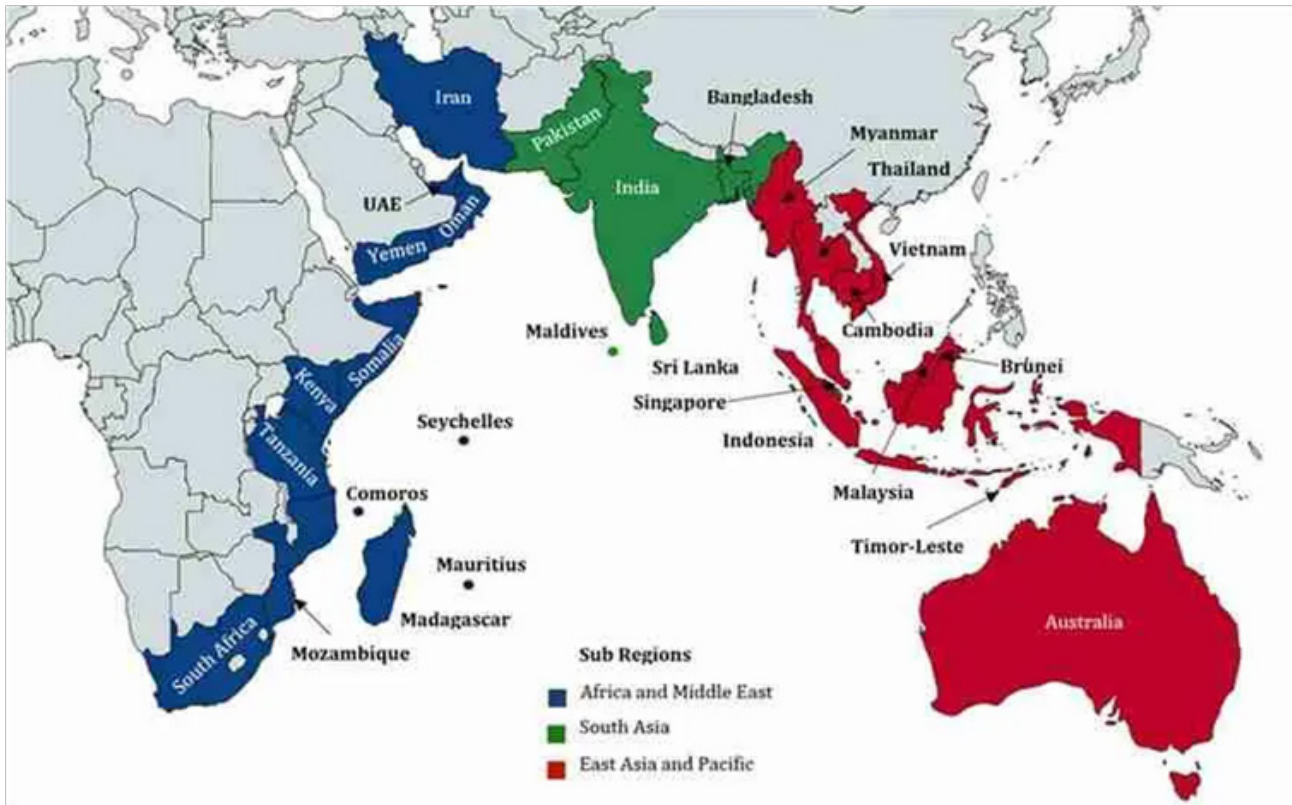 Iran
Pakistan
Bangladesh
Myanmar
Thailand
India
UAE
Oman
Yemen
Vietnam
Maldives
Cambodia
Somalia
Kenya
Sri Lanka
Brunei
Singapore
Seychelles
Indonesia
Tanzania
Comoros
Malaysia
Timor-Leste
Mauritius
Madagascar
Australia
South Africa
Mozambique
Sub Regions
Africa and Middle East
South Asia
East Asia and Pacific